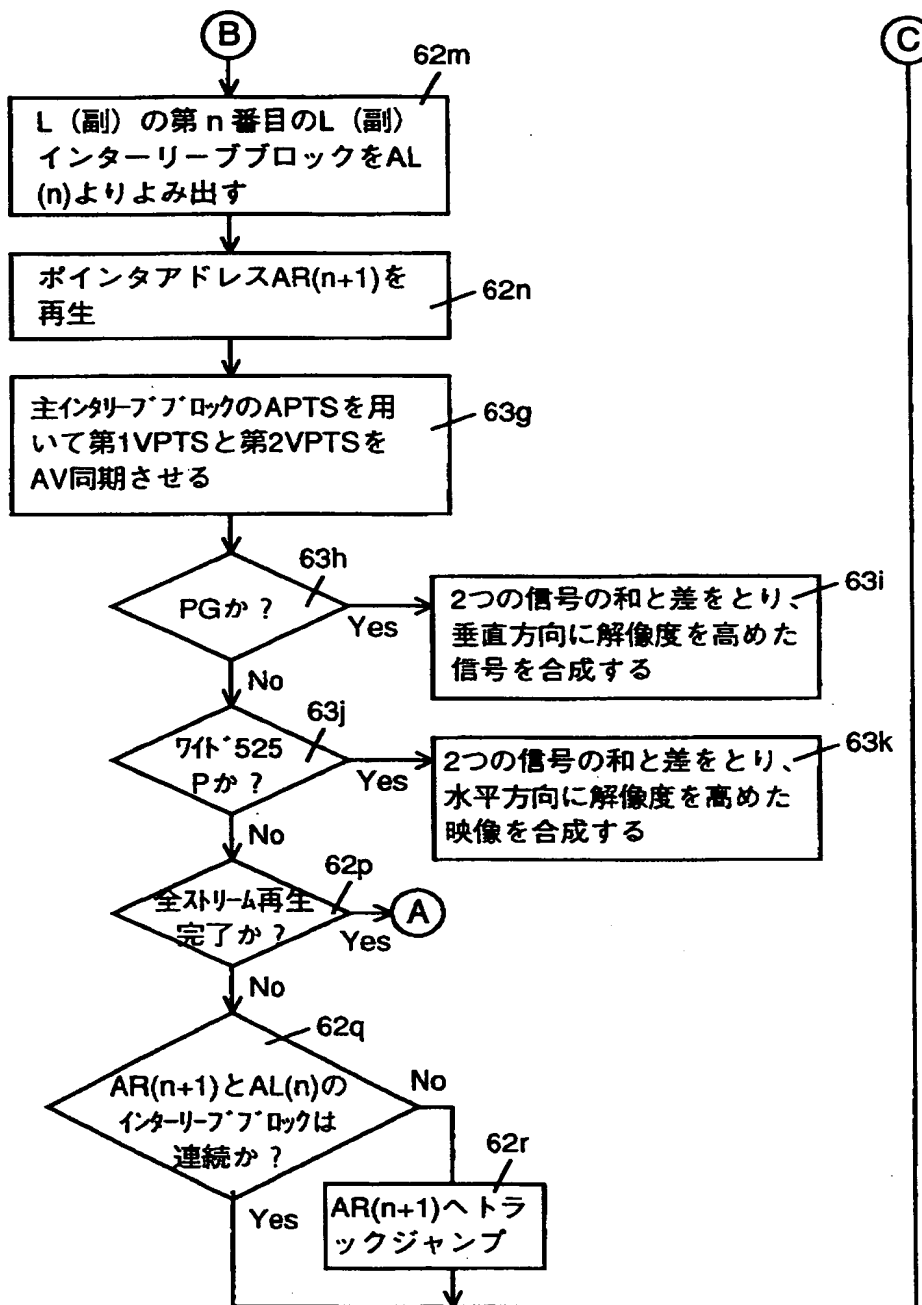 B
C
62m
L（副）の第n番目のL（副）
インターリーブブロックをAL
(n)よりよみ出す
ポインタアドレスAR(n+1)を
再生
62n
主インタリーブブロックのAPTSを用
いて第1VPTSと第2VPTSを
AV同期させる
63g
63h
PGか？
Yes
No
2つの信号の和と差をとり、
垂直方向に解像度を高めた
信号を合成する
63i
63j
ワイド525
Pか？
Yes
No
2つの信号の和と差をとり、
水平方向に解像度を高めた
映像を合成する
63k
62p
全ストリーム再生
完了か？
Yes
A
No
62q
AR(n+1)とAL(n)の
インターリーブブロックは
連続か？
No
Yes
62r
AR(n+1)へトラ
ックジャンプ